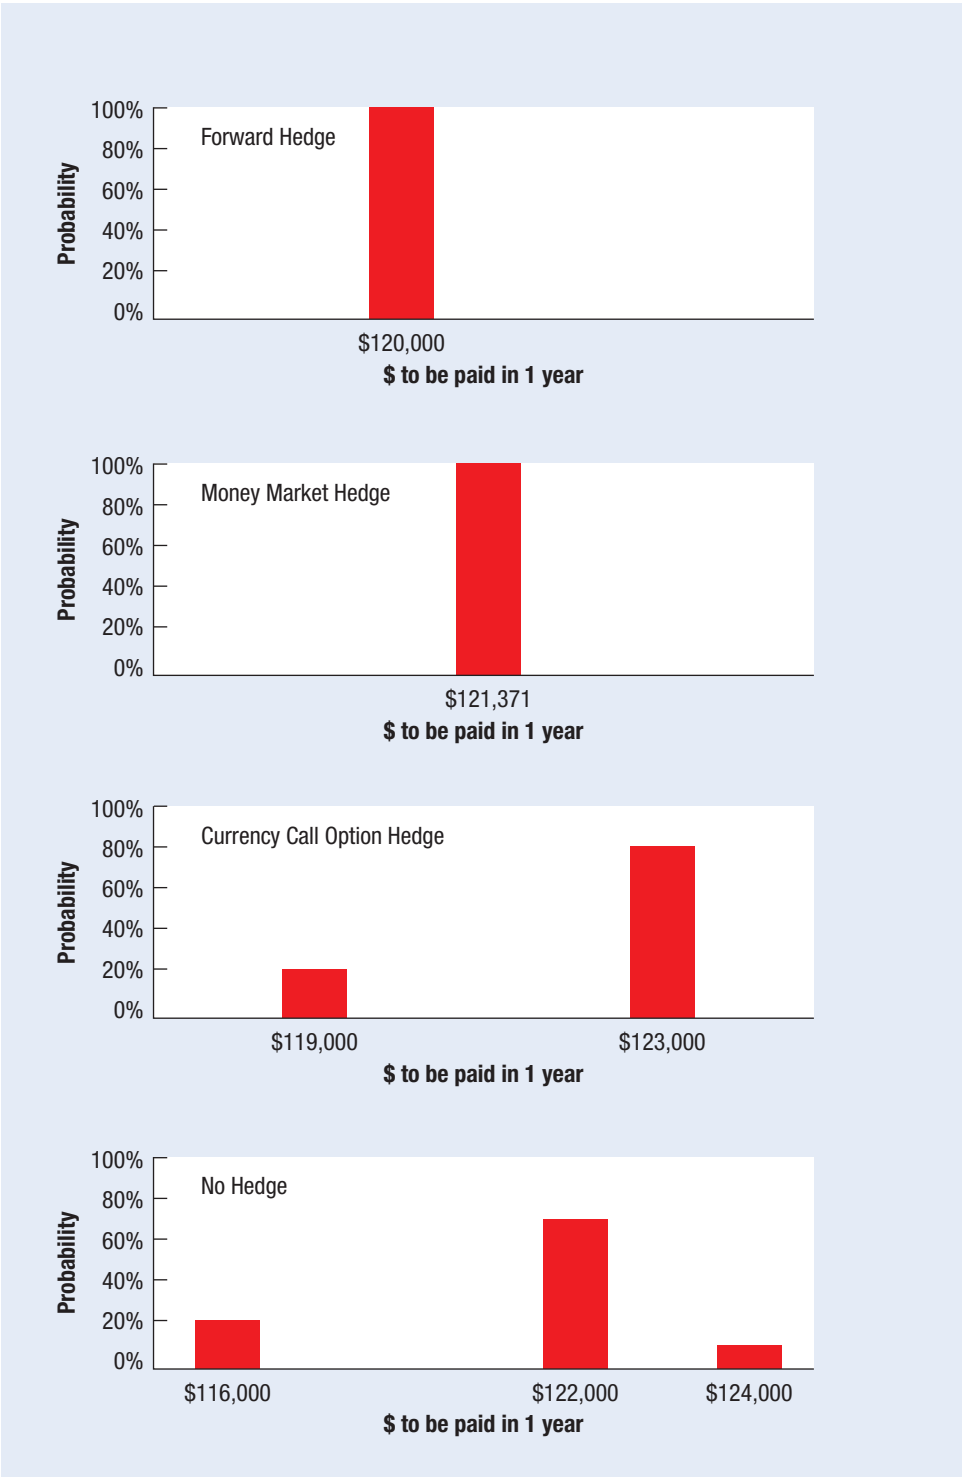 100%
Forward Hedge
80%
60%
40%
20%
0%
Probability
$120,000
$ to be paid in 1 year
100%
Money Market Hedge
80%
60%
40%
20%
0%
Probability
$121,371
$ to be paid in 1 year
100%
Currency Call Option Hedge
80%
60%
40%
20%
0%
Probability
$119,000 $123,000
$ to be paid in 1 year
100%
No Hedge
80%
60%
40%
20%
0%
Probability
$116,000 $122,000 $124,000
$ to be paid in 1 year